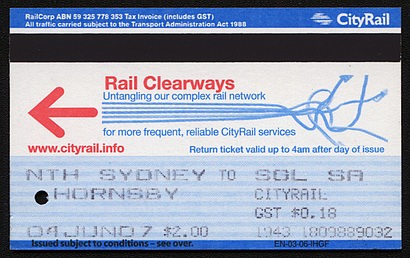 RailCorp ABN 59 325 778 353 Tax Invoice (includes GST)
All traffic carried subject to the Transport Administration Act 1988
CityRail
Rail Clearways
Untangling our complex rail network
for more frequent, reliable CityRail services
www.cityrail.info
Return ticket valid up to 4am after day of issue
NTH SYDNEY TO SGL SA
HORNSBY CITYRAIL
GST $0.18
04JUN07 $2.00 1943 1809889032
Issued subject to conditions – see over.
EN-03-06-IHGF